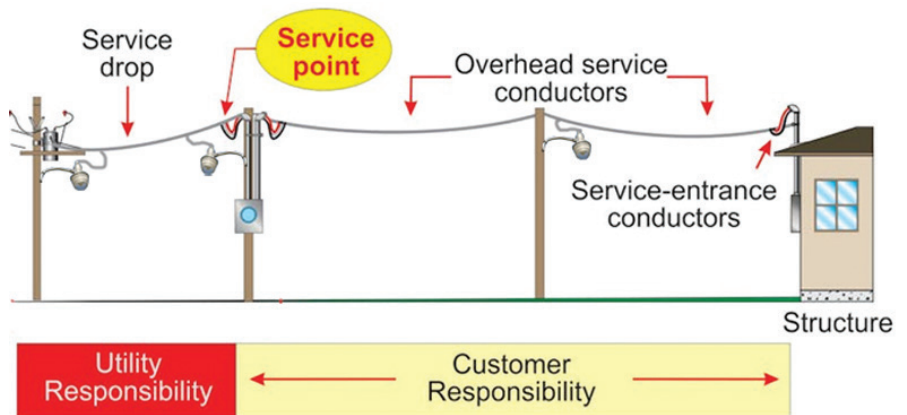 Service
drop
Service
point
Overhead service
conductors
Service-entrance
conductors
Structure
Utility
Responsibility
Customer
Responsibility